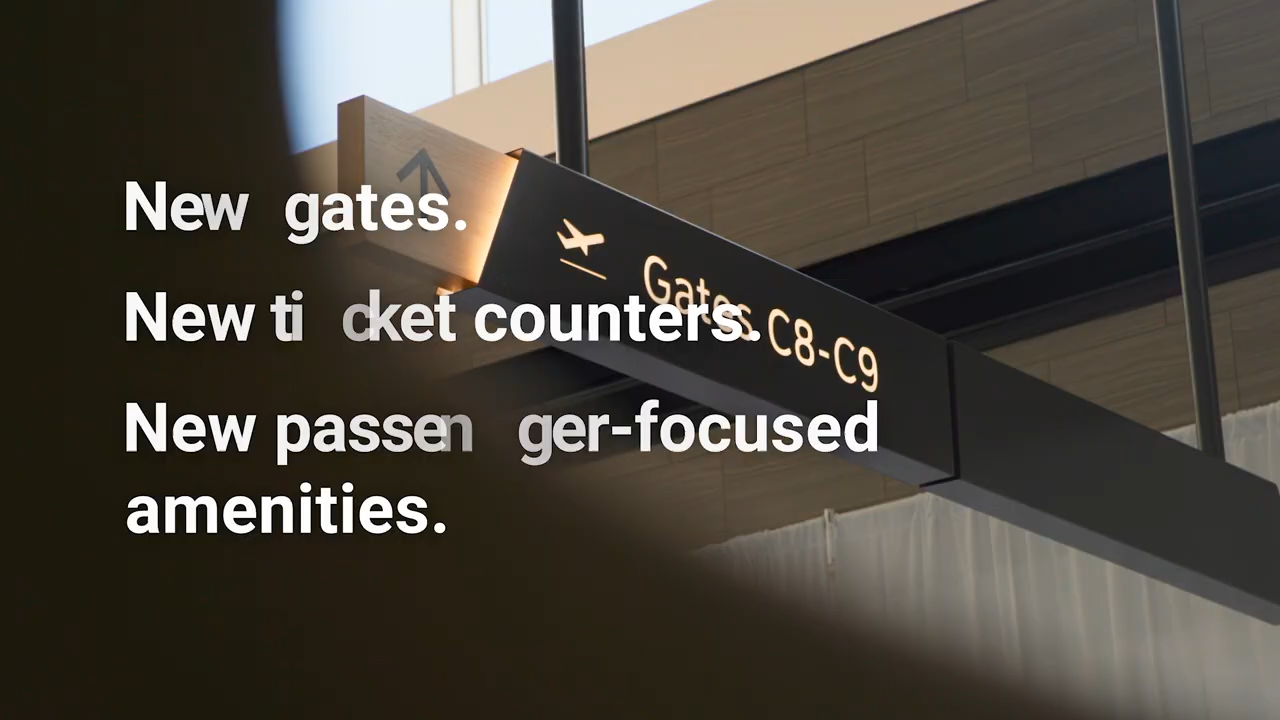 New gates.
New ticket counters.
New passenger-focused
amenities.
Gates C8-C9